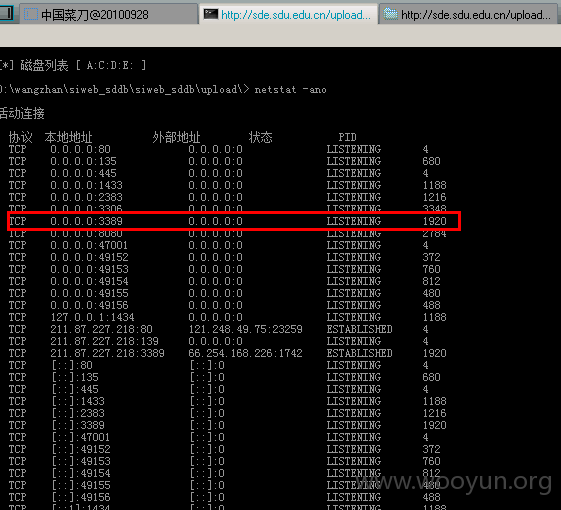 中国菜刀@20100928 http://sde.sdu.edu.cn/upload... http://sde.sdu.edu.cn/upload...
[*] 磁盘列表 [ A:C:D:E: ]
D:\wangzhan\siweb_sddb\siweb_sddb\upload\> netstat -ano
活动连接
协议 本地地址 外部地址 状态 PID
TCP 0.0.0.0:80 0.0.0.0:0 LISTENING 4
TCP 0.0.0.0:135 0.0.0.0:0 LISTENING 680
TCP 0.0.0.0:445 0.0.0.0:0 LISTENING 4
TCP 0.0.0.0:1433 0.0.0.0:0 LISTENING 1188
TCP 0.0.0.0:2383 0.0.0.0:0 LISTENING 1216
TCP 0.0.0.0:3306 0.0.0.0:0 LISTENING 3348
TCP 0.0.0.0:3389 0.0.0.0:0 LISTENING 1920
TCP 0.0.0.0:8080 0.0.0.0:0 LISTENING 2784
TCP 0.0.0.0:47001 0.0.0.0:0 LISTENING 4
TCP 0.0.0.0:49152 0.0.0.0:0 LISTENING 372
TCP 0.0.0.0:49153 0.0.0.0:0 LISTENING 760
TCP 0.0.0.0:49154 0.0.0.0:0 LISTENING 812
TCP 0.0.0.0:49155 0.0.0.0:0 LISTENING 480
TCP 0.0.0.0:49156 0.0.0.0:0 LISTENING 488
TCP 127.0.0.1:1434 0.0.0.0:0 LISTENING 1188
TCP 211.87.227.218:80 121.248.49.75:23259 ESTABLISHED 4
TCP 211.87.227.218:139 0.0.0.0:0 LISTENING 4
TCP 211.87.227.218:3389 66.254.168.226:1742 ESTABLISHED 1920
TCP [::]:80 [::]:0 LISTENING 4
TCP [::]:135 [::]:0 LISTENING 680
TCP [::]:445 [::]:0 LISTENING 4
TCP [::]:1433 [::]:0 LISTENING 1188
TCP [::]:2383 [::]:0 LISTENING 1216
TCP [::]:3389 [::]:0 LISTENING 1920
TCP [::]:47001 [::]:0 LISTENING 4
TCP [::]:49152 [::]:0 LISTENING 372
TCP [::]:49153 [::]:0 LISTENING 760
TCP [::]:49154 [::]:0 LISTENING 812
TCP [::]:49155 [::]:0 LISTENING 480
TCP [::]:49156 [::]:0 LISTENING 488
TCP [::1]:1434 [::]:0 LISTENING 1188
www.wooyun.org